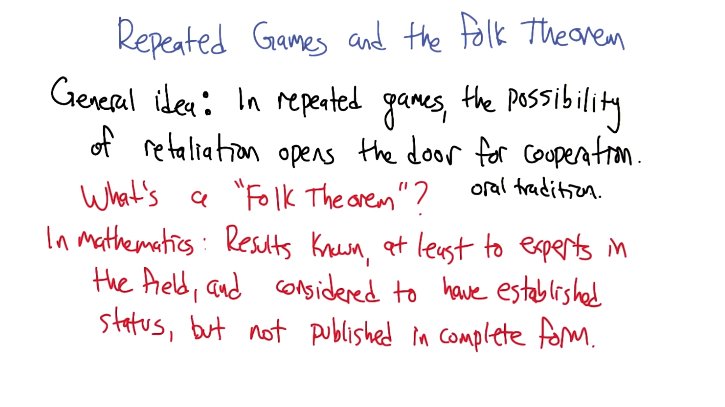 Repeated Games and the Folk Theorem
General idea: In repeated games, the possibility
of retaliation opens the door for cooperation.
What's a "Folk Theorem"? oral tradition.
In mathematics: Results known, at least to experts in
the field, and considered to have established
status, but not published in complete form.